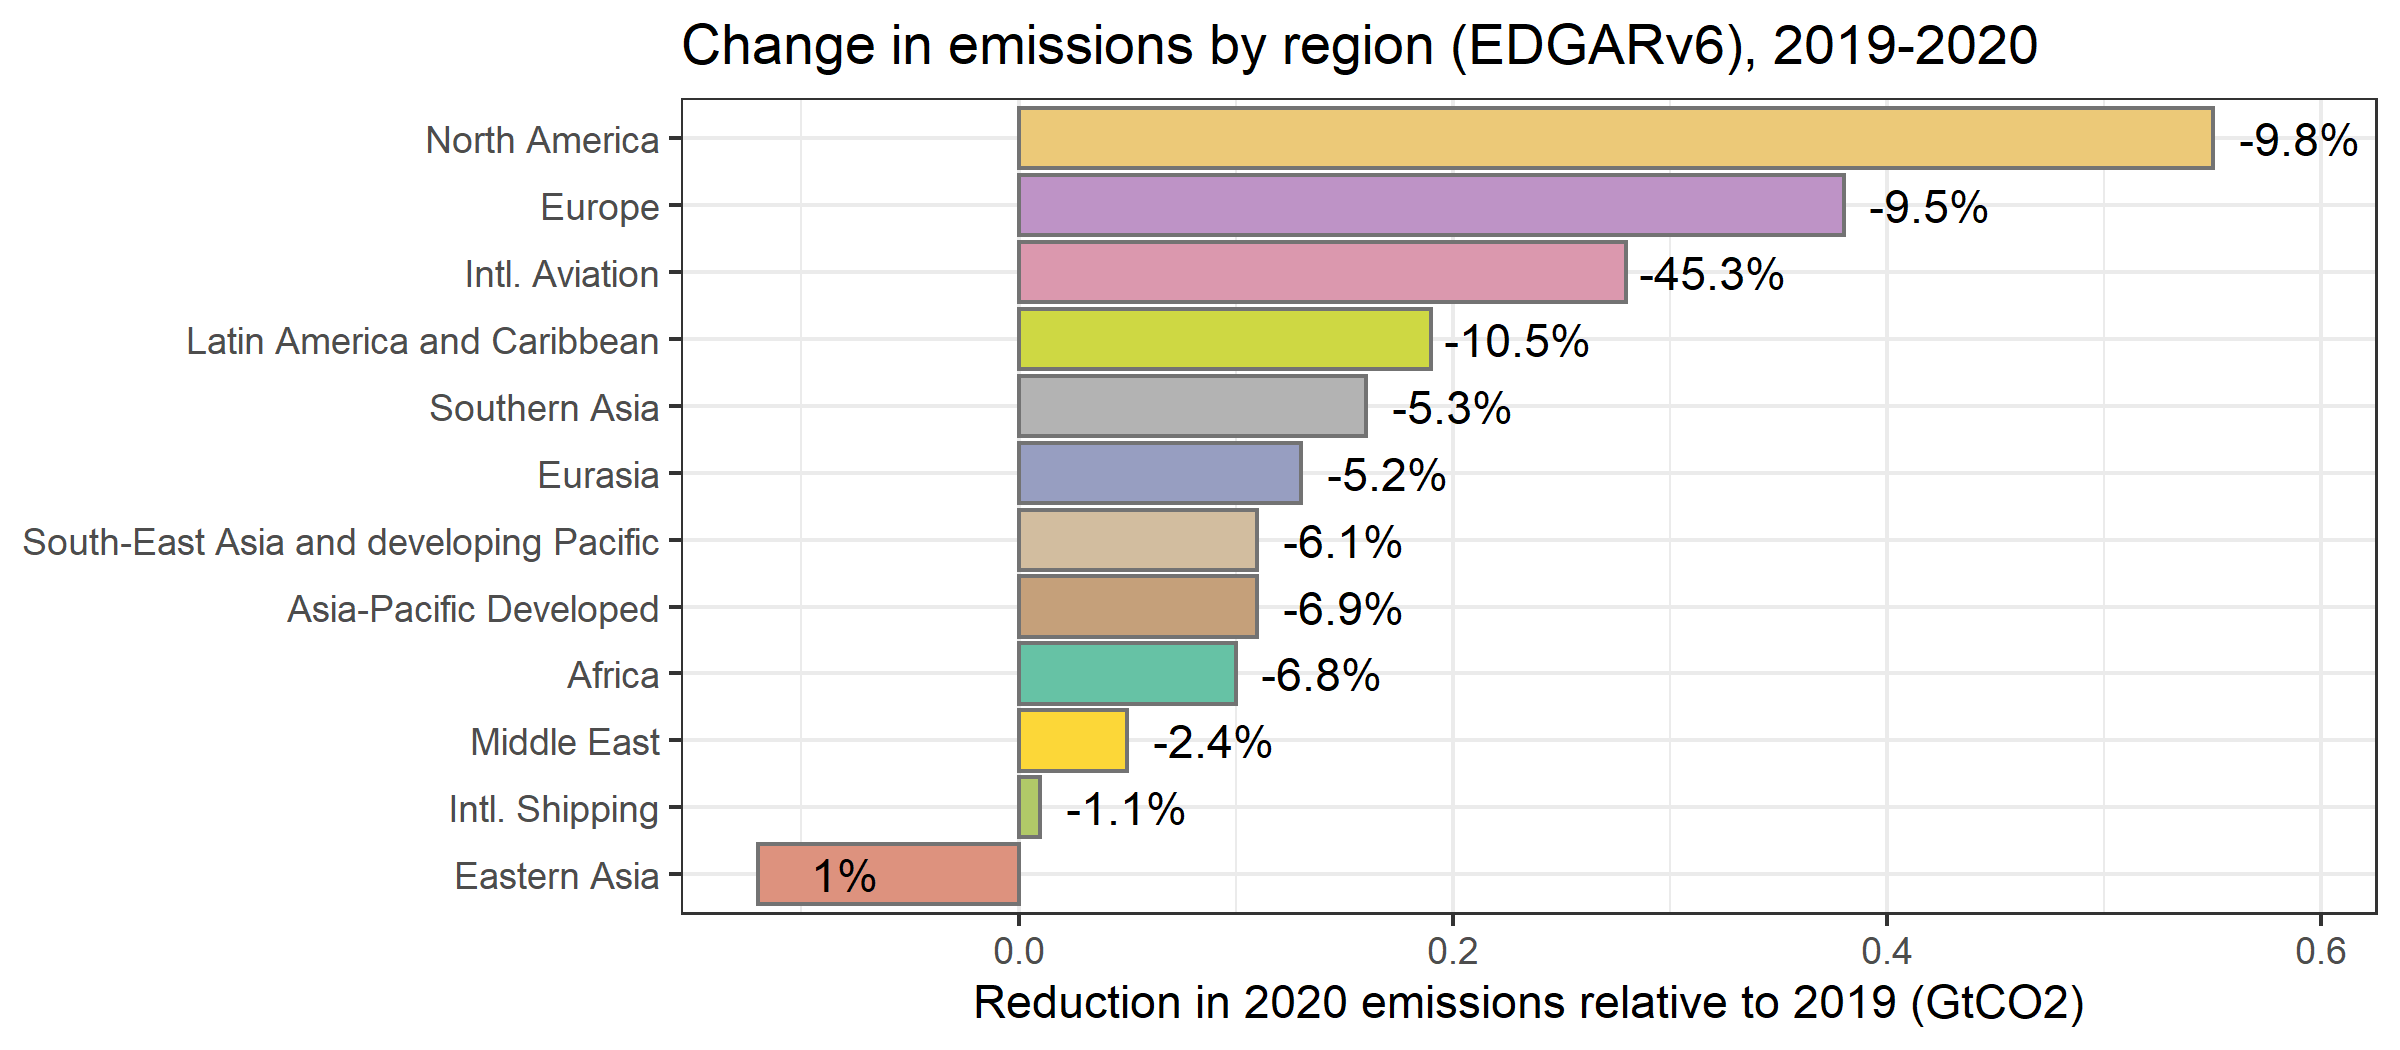 Change in emissions by region (EDGARv6), 2019-2020
North America -9.8%
Europe -9.5%
Intl. Aviation -45.3%
Latin America and Caribbean -10.5%
Southern Asia -5.3%
Eurasia -5.2%
South-East Asia and developing Pacific -6.1%
Asia-Pacific Developed -6.9%
Africa -6.8%
Middle East -2.4%
Intl. Shipping -1.1%
Eastern Asia 1%
0.0 0.2 0.4 0.6
Reduction in 2020 emissions relative to 2019 (GtCO2)